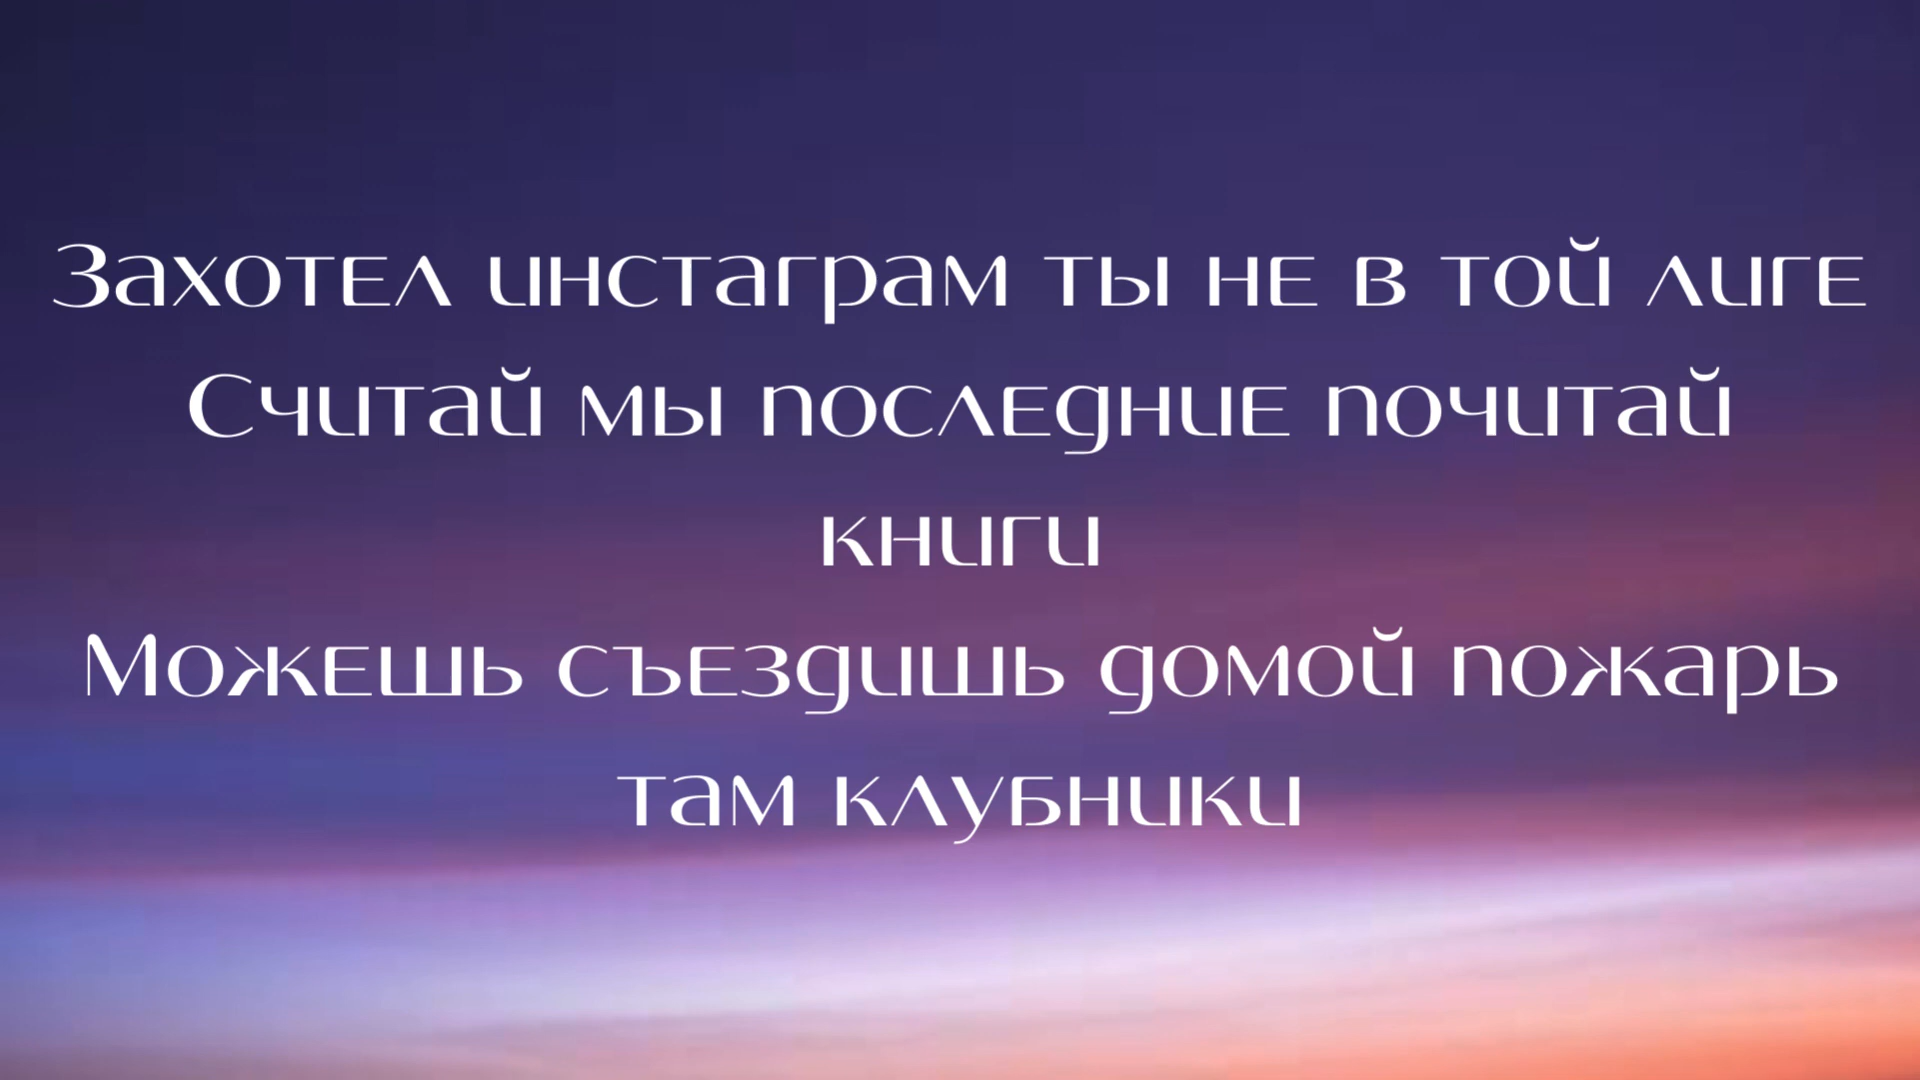 Захотел инстаграм ты не в той лиге
Считай мы последние почитай
книги
Можешь съездишь домой пожарь
там клубники